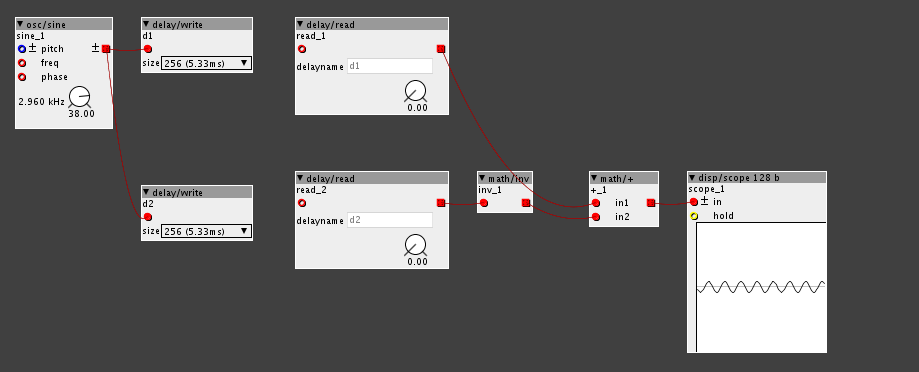 osc/sine
sine_1
± pitch ±
freq
phase
2.960 kHz
38.00
delay/write
d1
size 256 (5.33ms)
delay/read
read_1
delayname d1
0.00
delay/write
d2
size 256 (5.33ms)
delay/read
read_2
delayname d2
0.00
math/inv
inv_1
math/+
+_1
in1
in2
disp/scope 128 b
scope_1
± in
hold